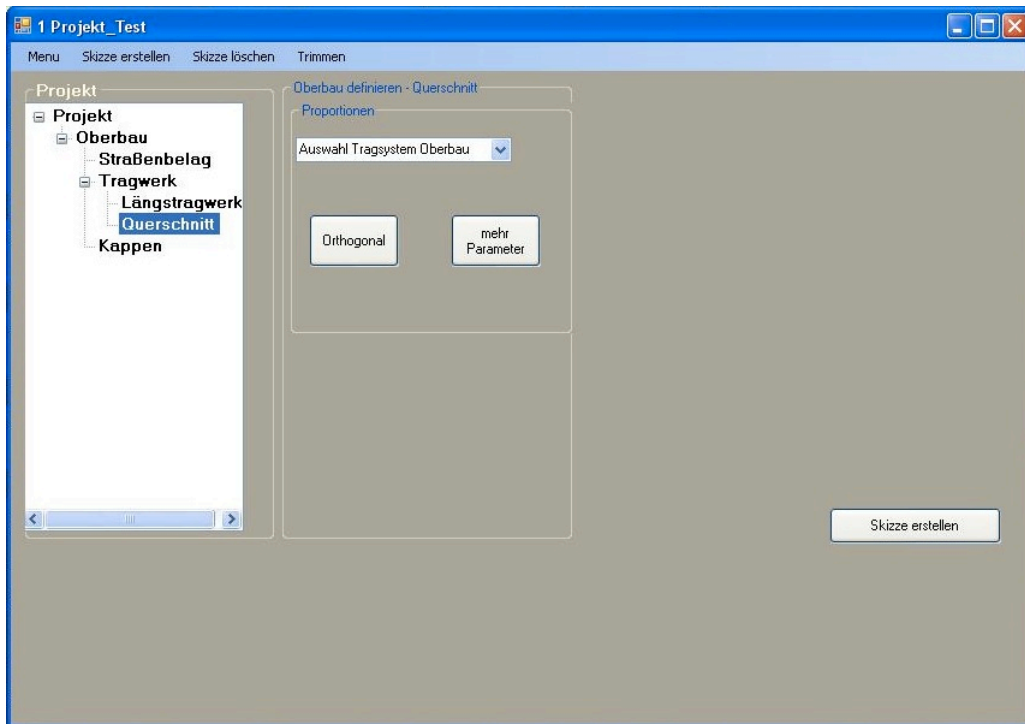 1 Projekt_Test
Menu Skizze erstellen Skizze löschen Trimmen
Projekt
Projekt
Oberbau
Straßenbelag
Tragwerk
Längstragwerk
Querschnitt
Kappen
Oberbau definieren - Querschnitt
Proportionen
Auswahl Tragsystem Oberbau
Orthogonal
mehr
Parameter
Skizze erstellen